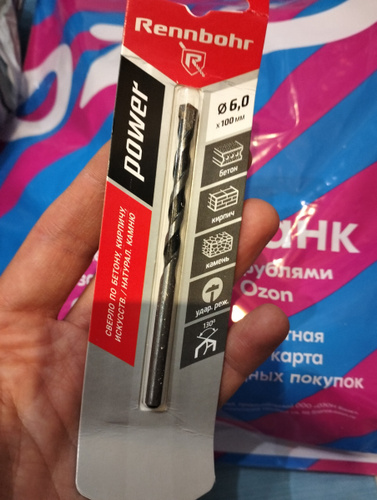 Rennbohr
R
power
СВЕРЛО ПО БЕТОНУ, КИРПИЧУ,
ИСКУССТВ./ НАТУРАЛ. КАМНЮ
Ø 6,0
x 100 мм
бетон
кирпич
камень
удар. реж.
130°
анк
рублями
Ozon
тная
карта
ных покупок